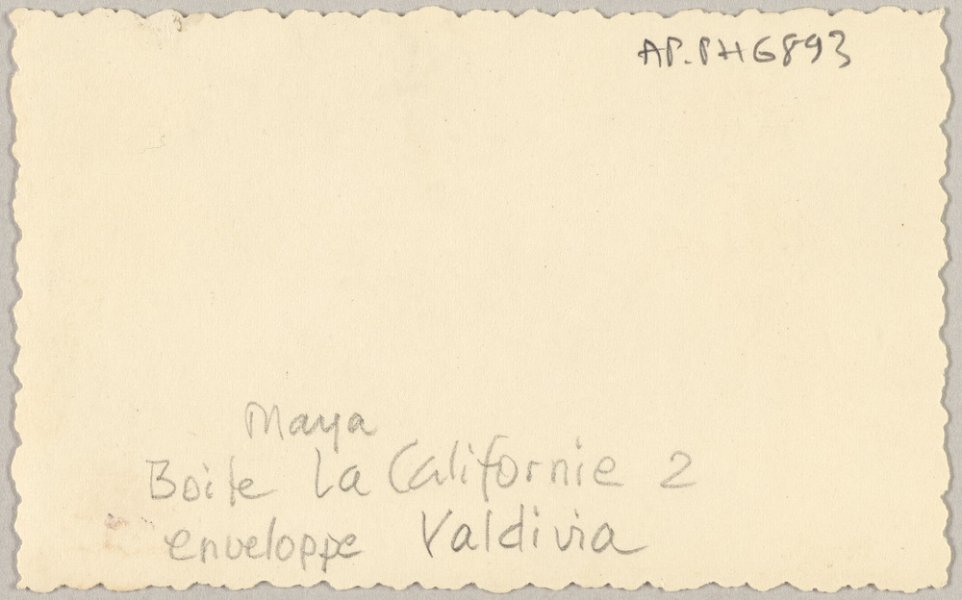 AP.PH6893
Maya
Boite La Californie 2
enveloppe Valdivia